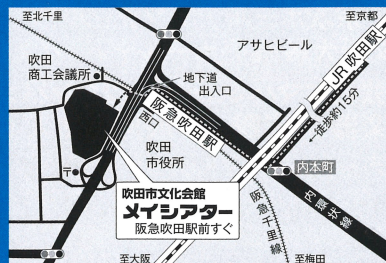 至北千里
至京都
アサヒビール
JR吹田駅
吹田
商工会議所
地下道
出入口
西口
阪急吹田駅
←徒歩約15分
〒
吹田
市役所
内本町
吹田市文化会館
メイシアター
阪急吹田駅前すぐ
阪急千里線
内環状線
至大阪
至梅田